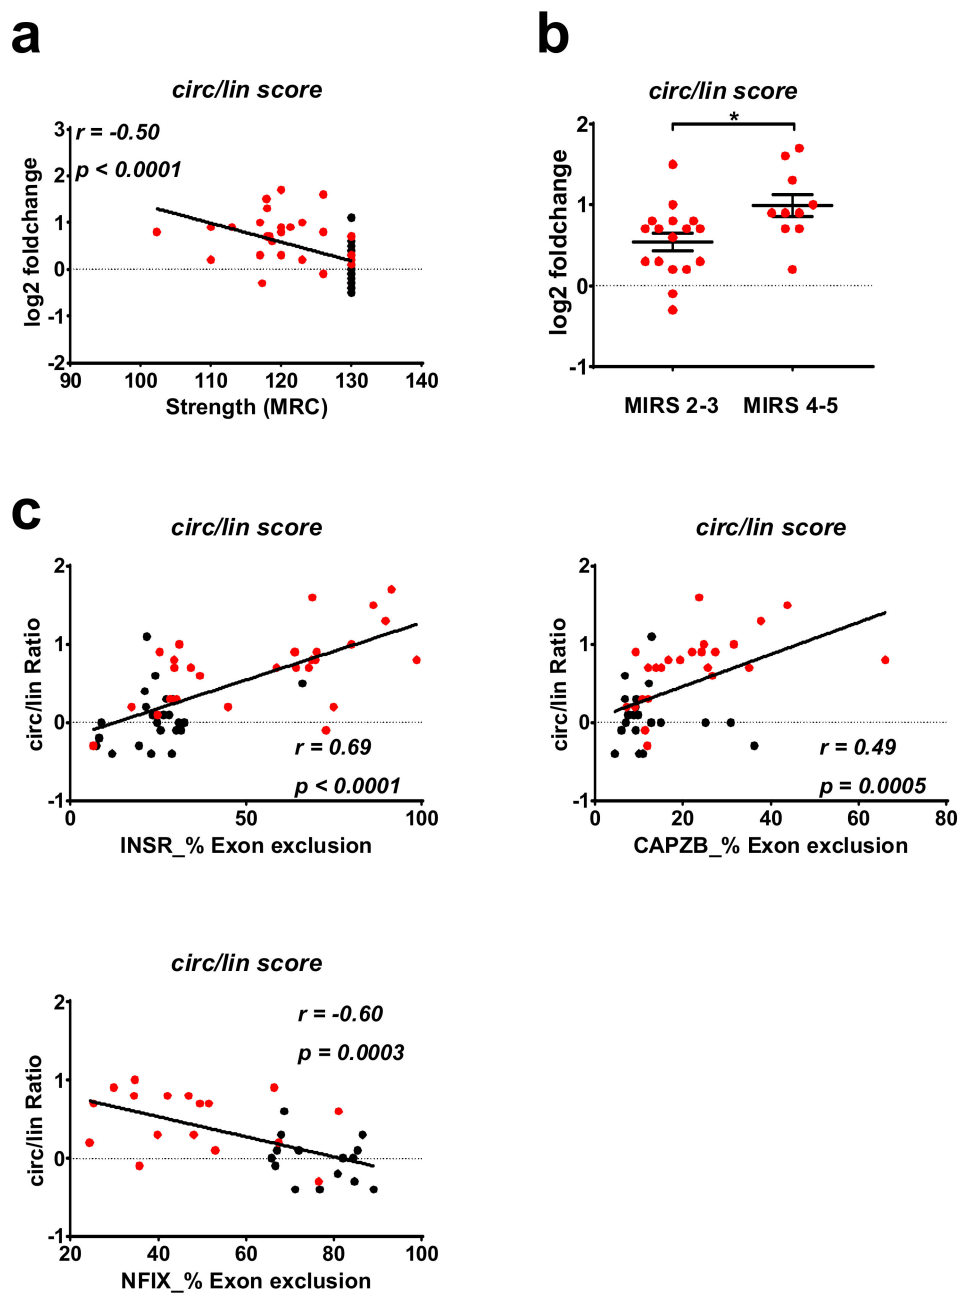 a
circ/lin score
r = -0.50
p < 0.0001
log2 foldchange
3
2
1
0
-1
-2
90 100 110 120 130 140
Strength (MRC)
b
circ/lin score
*
log2 foldchange
2
1
0
-1
MIRS 2-3 MIRS 4-5
c
circ/lin score
circ/lin Ratio
2
1
0
-1
r = 0.69
p < 0.0001
0 50 100
INSR_% Exon exclusion
circ/lin score
circ/lin Ratio
2
1
0
-1
r = 0.49
p = 0.0005
0 20 40 60 80
CAPZB_% Exon exclusion
circ/lin score
circ/lin Ratio
r = -0.60
p = 0.0003
2
1
0
-1
20 40 60 80 100
NFIX_% Exon exclusion